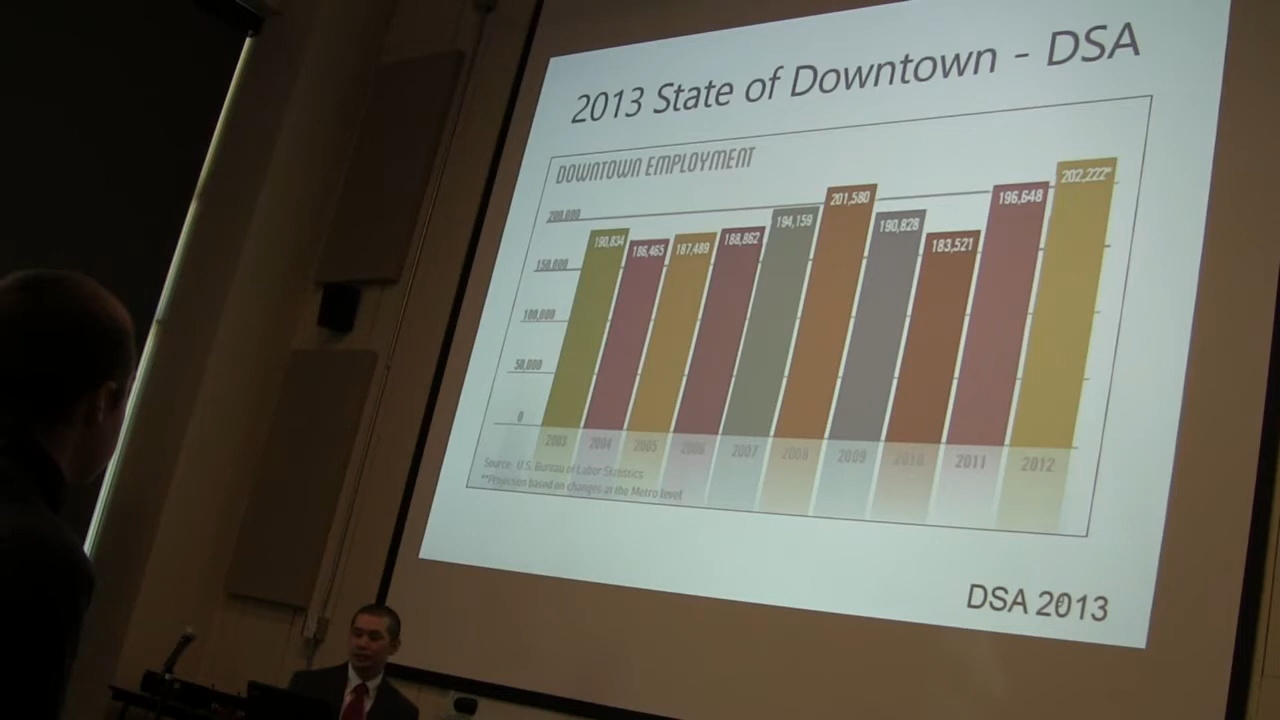 2013 State of Downtown - DSA
DOWNTOWN EMPLOYMENT
200,000
150,000
100,000
50,000
0
190,834
186,465
187,489
188,862
194,159
201,580
190,828
183,521
196,648
202,222*
2003 2004 2005 2006 2007 2008 2009 2010 2011 2012
Source: U.S. Bureau of Labor Statistics
**Projection based on changes at the Metro level
DSA 2013